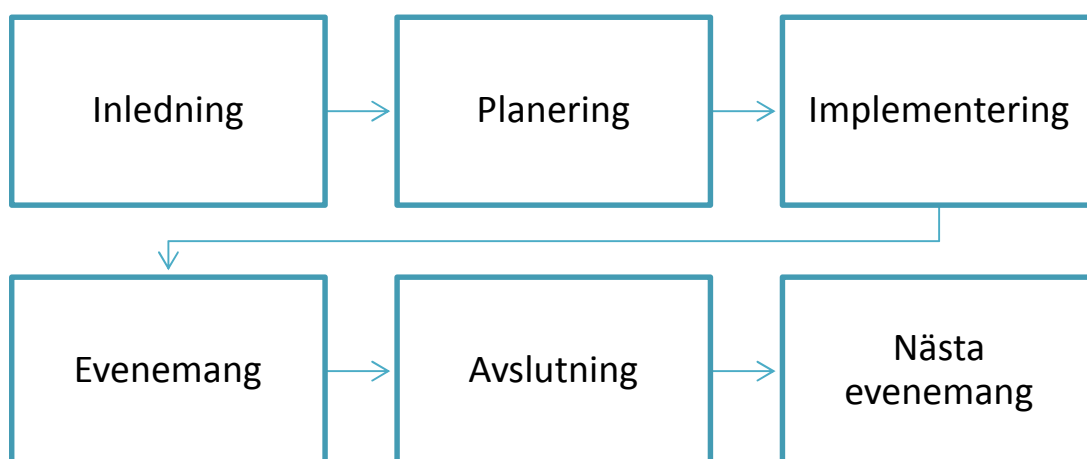 Inledning
Planering
Implementering
Evenemang
Avslutning
Nästa
evenemang